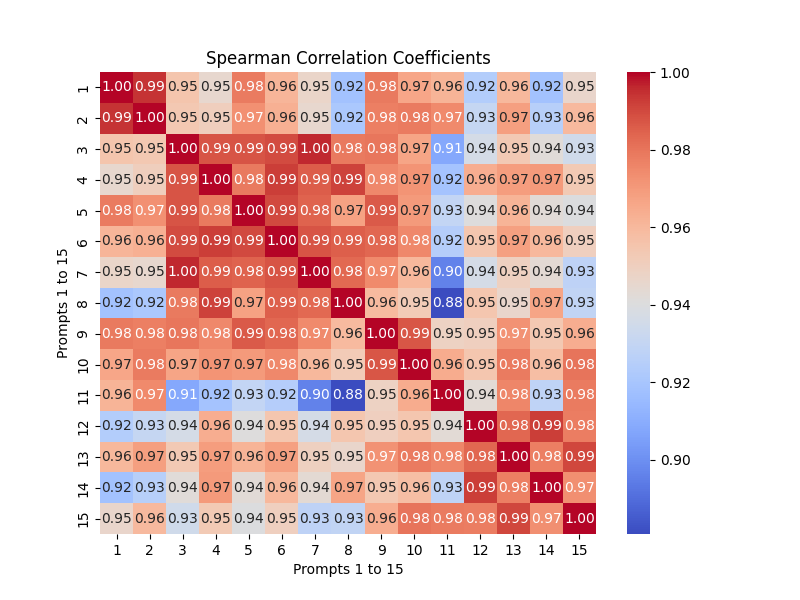 Spearman Correlation Coefficients
1 1.00 0.99 0.95 0.95 0.98 0.96 0.95 0.92 0.98 0.97 0.96 0.92 0.96 0.92 0.95
2 0.99 1.00 0.95 0.95 0.97 0.96 0.95 0.92 0.98 0.98 0.97 0.93 0.97 0.93 0.96
3 0.95 0.95 1.00 0.99 0.99 0.99 1.00 0.98 0.98 0.97 0.91 0.94 0.95 0.94 0.93
4 0.95 0.95 0.99 1.00 0.98 0.99 0.99 0.99 0.98 0.97 0.92 0.96 0.97 0.97 0.95
5 0.98 0.97 0.99 0.98 1.00 0.99 0.98 0.97 0.99 0.97 0.93 0.94 0.96 0.94 0.94
6 0.96 0.96 0.99 0.99 0.99 1.00 0.99 0.99 0.98 0.98 0.92 0.95 0.97 0.96 0.95
7 0.95 0.95 1.00 0.99 0.98 0.99 1.00 0.98 0.97 0.96 0.90 0.94 0.95 0.94 0.93
8 0.92 0.92 0.98 0.99 0.97 0.99 0.98 1.00 0.96 0.95 0.88 0.95 0.95 0.97 0.93
9 0.98 0.98 0.98 0.98 0.99 0.98 0.97 0.96 1.00 0.99 0.95 0.95 0.97 0.95 0.96
10 0.97 0.98 0.97 0.97 0.97 0.98 0.96 0.95 0.99 1.00 0.96 0.95 0.98 0.96 0.98
11 0.96 0.97 0.91 0.92 0.93 0.92 0.90 0.88 0.95 0.96 1.00 0.94 0.98 0.93 0.98
12 0.92 0.93 0.94 0.96 0.94 0.95 0.94 0.95 0.95 0.95 0.94 1.00 0.98 0.99 0.98
13 0.96 0.97 0.95 0.97 0.96 0.97 0.95 0.95 0.97 0.98 0.98 0.98 1.00 0.98 0.99
14 0.92 0.93 0.94 0.97 0.94 0.96 0.94 0.97 0.95 0.96 0.93 0.99 0.98 1.00 0.97
15 0.95 0.96 0.93 0.95 0.94 0.95 0.93 0.93 0.96 0.98 0.98 0.98 0.99 0.97 1.00
1 2 3 4 5 6 7 8 9 10 11 12 13 14 15
Prompts 1 to 15
Prompts 1 to 15
1.00
0.98
0.96
0.94
0.92
0.90